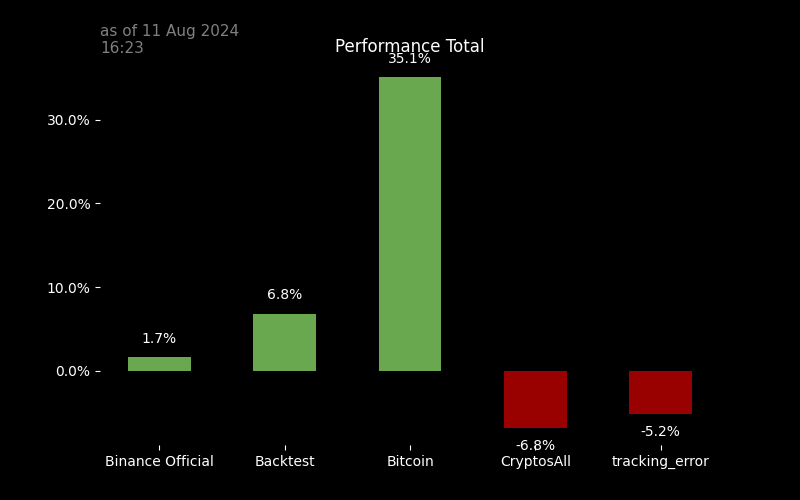 as of 11 Aug 2024
16:23
Performance Total
35.1%
30.0%
20.0%
10.0%
6.8%
1.7%
0.0%
-5.2%
-6.8%
Binance Official
Backtest
Bitcoin
CryptosAll
tracking_error